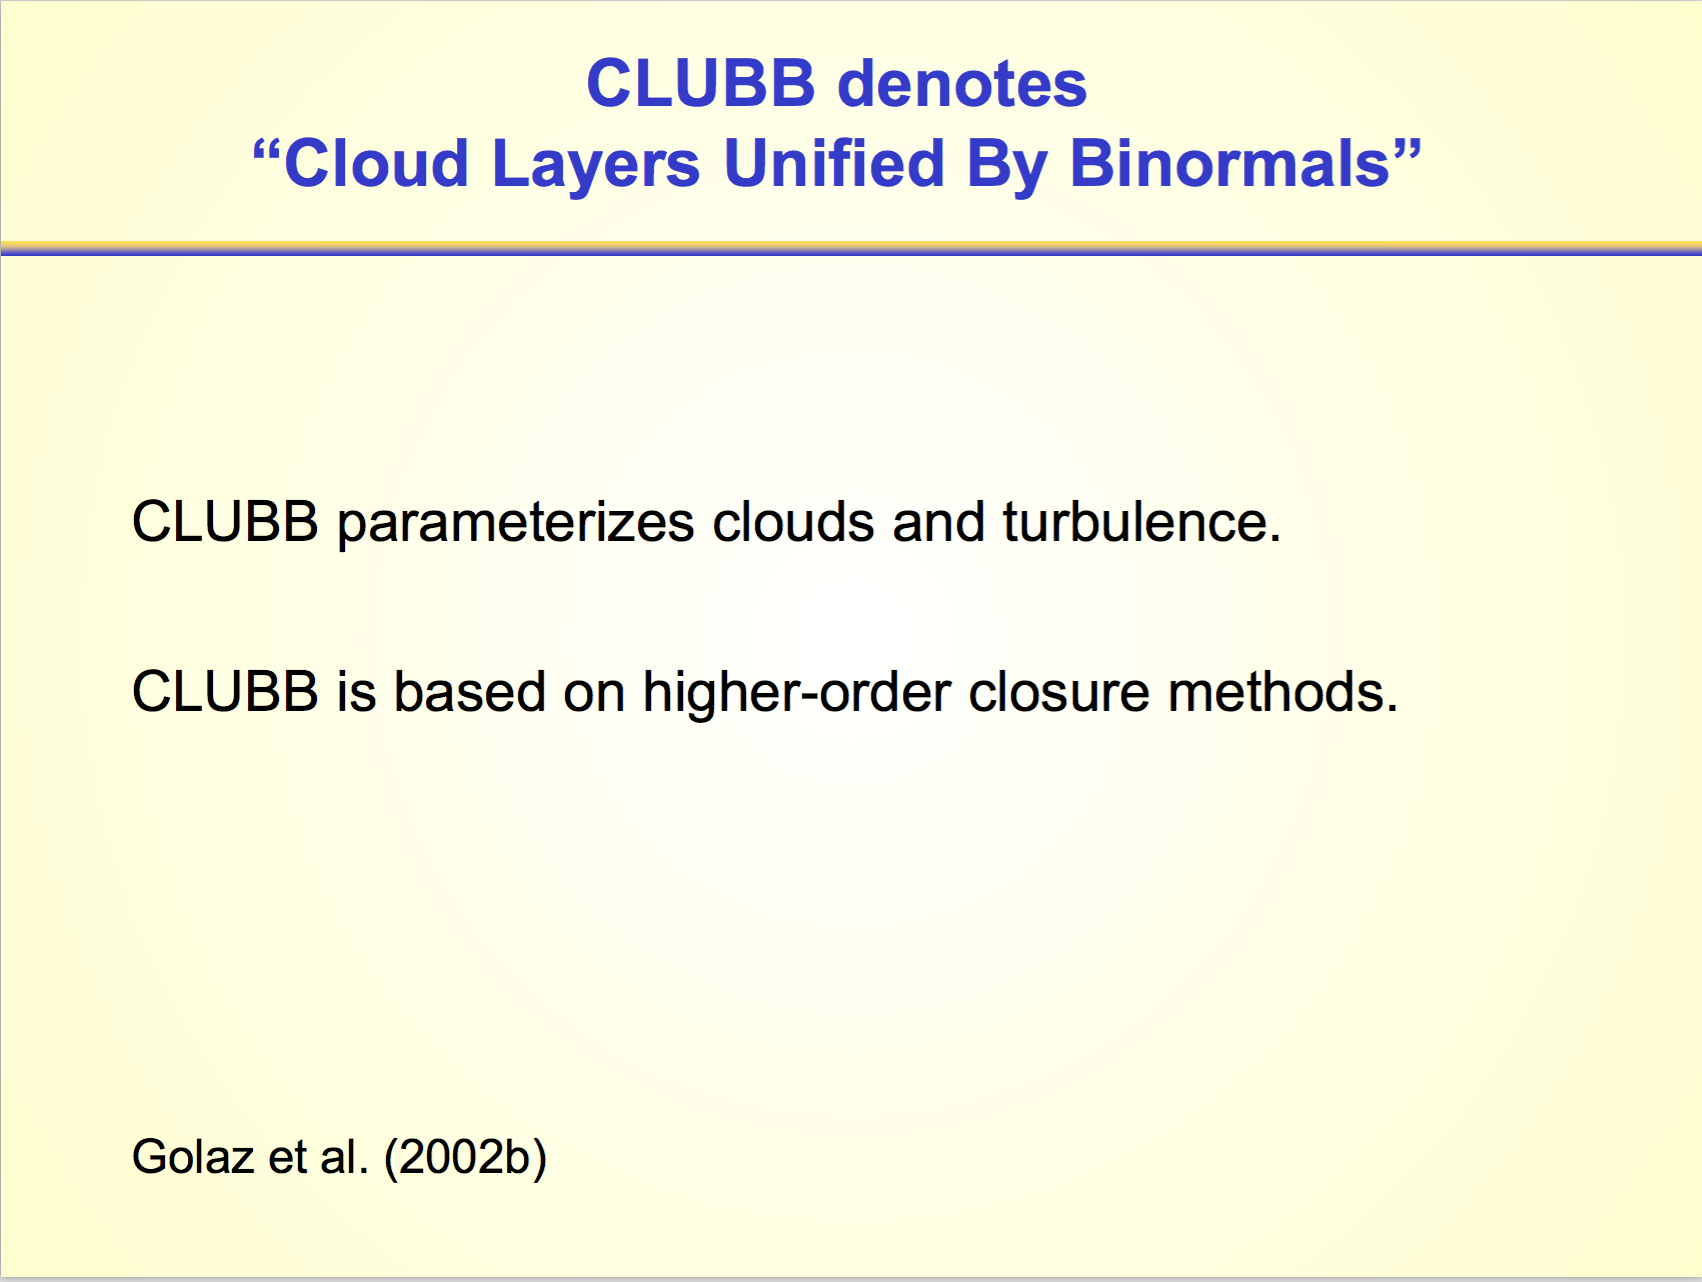 CLUBB denotes
“Cloud Layers Unified By Binormals”
CLUBB parameterizes clouds and turbulence.
CLUBB is based on higher-order closure methods.
Golaz et al. (2002b)